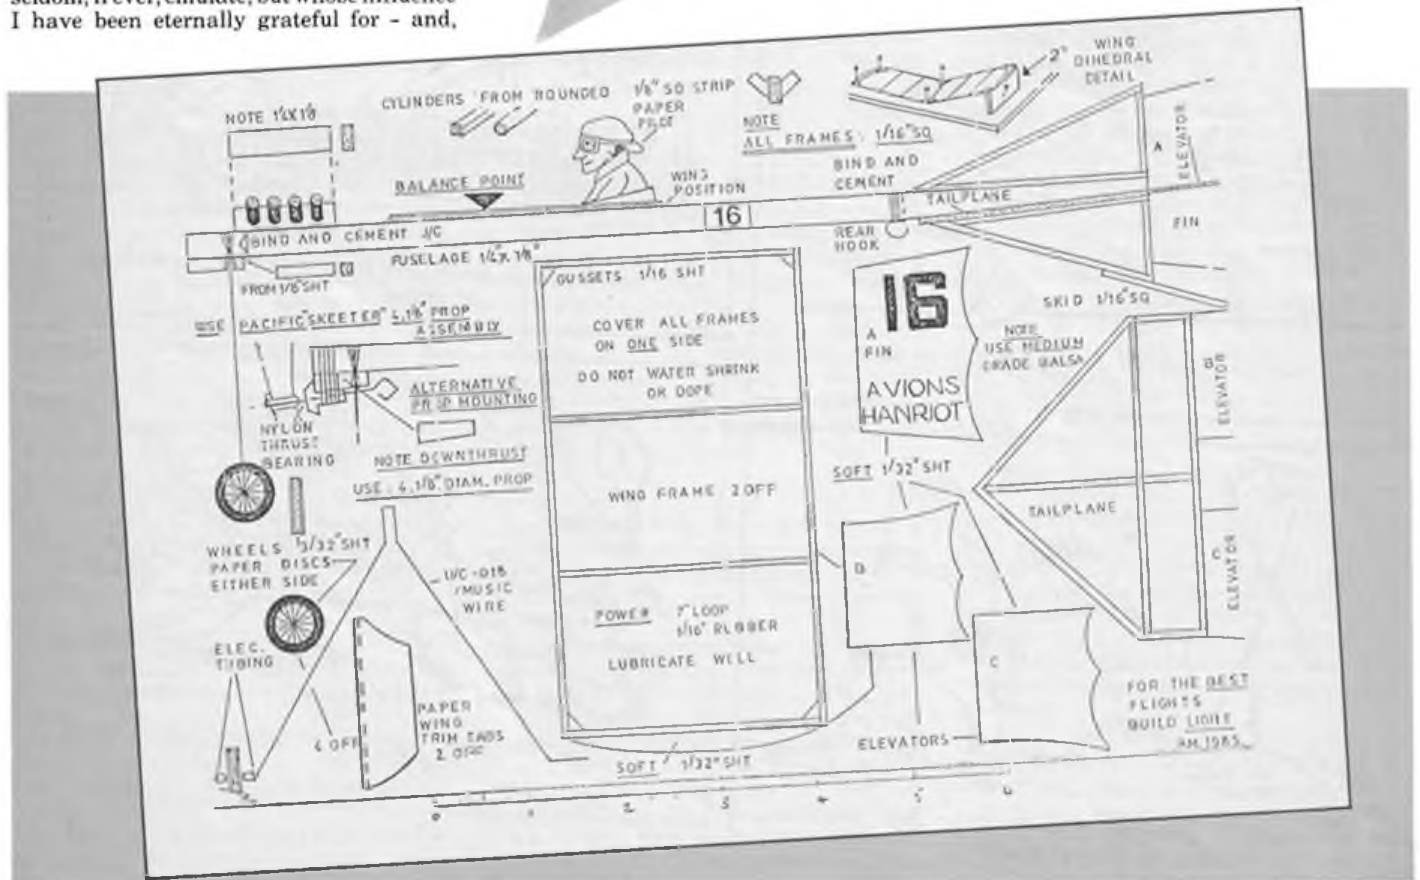 I have been eternally grateful for - and,
NOTE 1/4 X 1/8
CYLINDERS FROM ROUNDED 1/8" SQ STRIP
PAPER
PILOT
NOTE
ALL FRAMES: 1/16" SQ
2"
WING
DIHEDRAL
DETAIL
BIND AND
CEMENT
BALANCE POINT
WING
POSITION
16
TAILPLANE
A
ELEVATOR
FIN
REAR
HOOK
BIND AND CEMENT U/C
FUSELAGE 1/4" X 1/8"
FROM 1/8" SHT
USE PACIFIC "SKEETER" 4.1/8" PROP
ASSEMBLY
ALTERNATIVE
PROP MOUNTING
NYLON
THRUST
BEARING
NOTE DOWNTHRUST
USE 4.1/8" DIAM. PROP
GUSSETS 1/16 SHT
COVER ALL FRAMES
ON ONE SIDE
DO NOT WATER SHRINK
OR DOPE
WING FRAME 2 OFF
POWER 7" LOOP
1/16" RUBBER
LUBRICATE WELL
SOFT 1/32" SHT
16
A
FIN
AVIONS
HANRIOT
SKID 1/16" SQ
NOTE
USE MEDIUM
GRADE BALSA
SOFT 1/32" SHT
TAILPLANE
ELEVATOR
C
ELEVATOR
C
ELEVATORS
WHEELS 3/32" SHT
PAPER DISCS
EITHER SIDE
U/C .018
MUSIC
WIRE
ELEC.
TUBING
4 OFF
PAPER
WING
TRIM TABS
2 OFF
FOR THE BEST
FLIGHTS
BUILD LIGHT
0 1 2 3 4 5 6